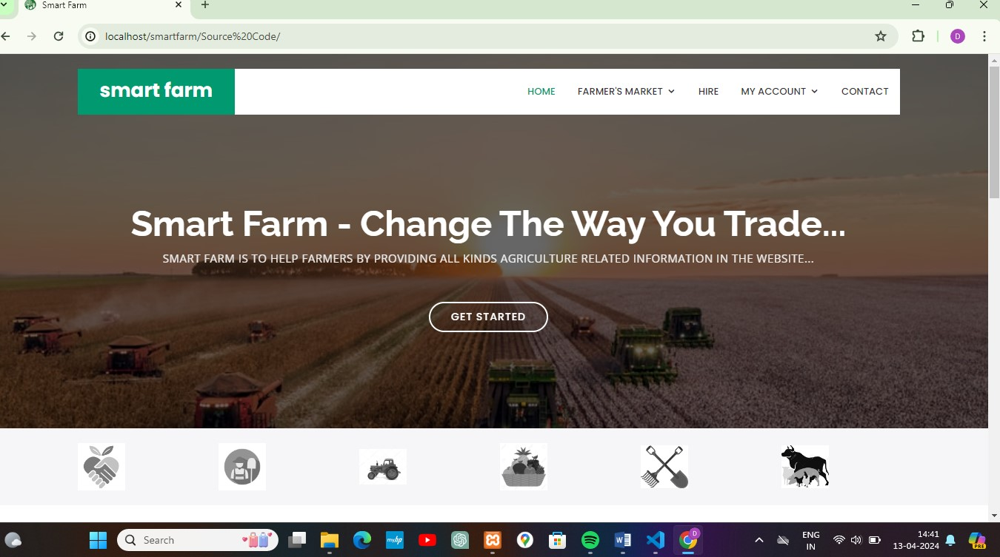 Smart Farm
localhost/smartfarm/Source%20Code/
D
smart farm
HOME
FARMER'S MARKET
HIRE
MY ACCOUNT
CONTACT
Smart Farm - Change The Way You Trade...
SMART FARM IS TO HELP FARMERS BY PROVIDING ALL KINDS AGRICULTURE RELATED INFORMATION IN THE WEBSITE...
GET STARTED
Search
myhp
W
D
ENG
IN
14:41
13-04-2024
PRE